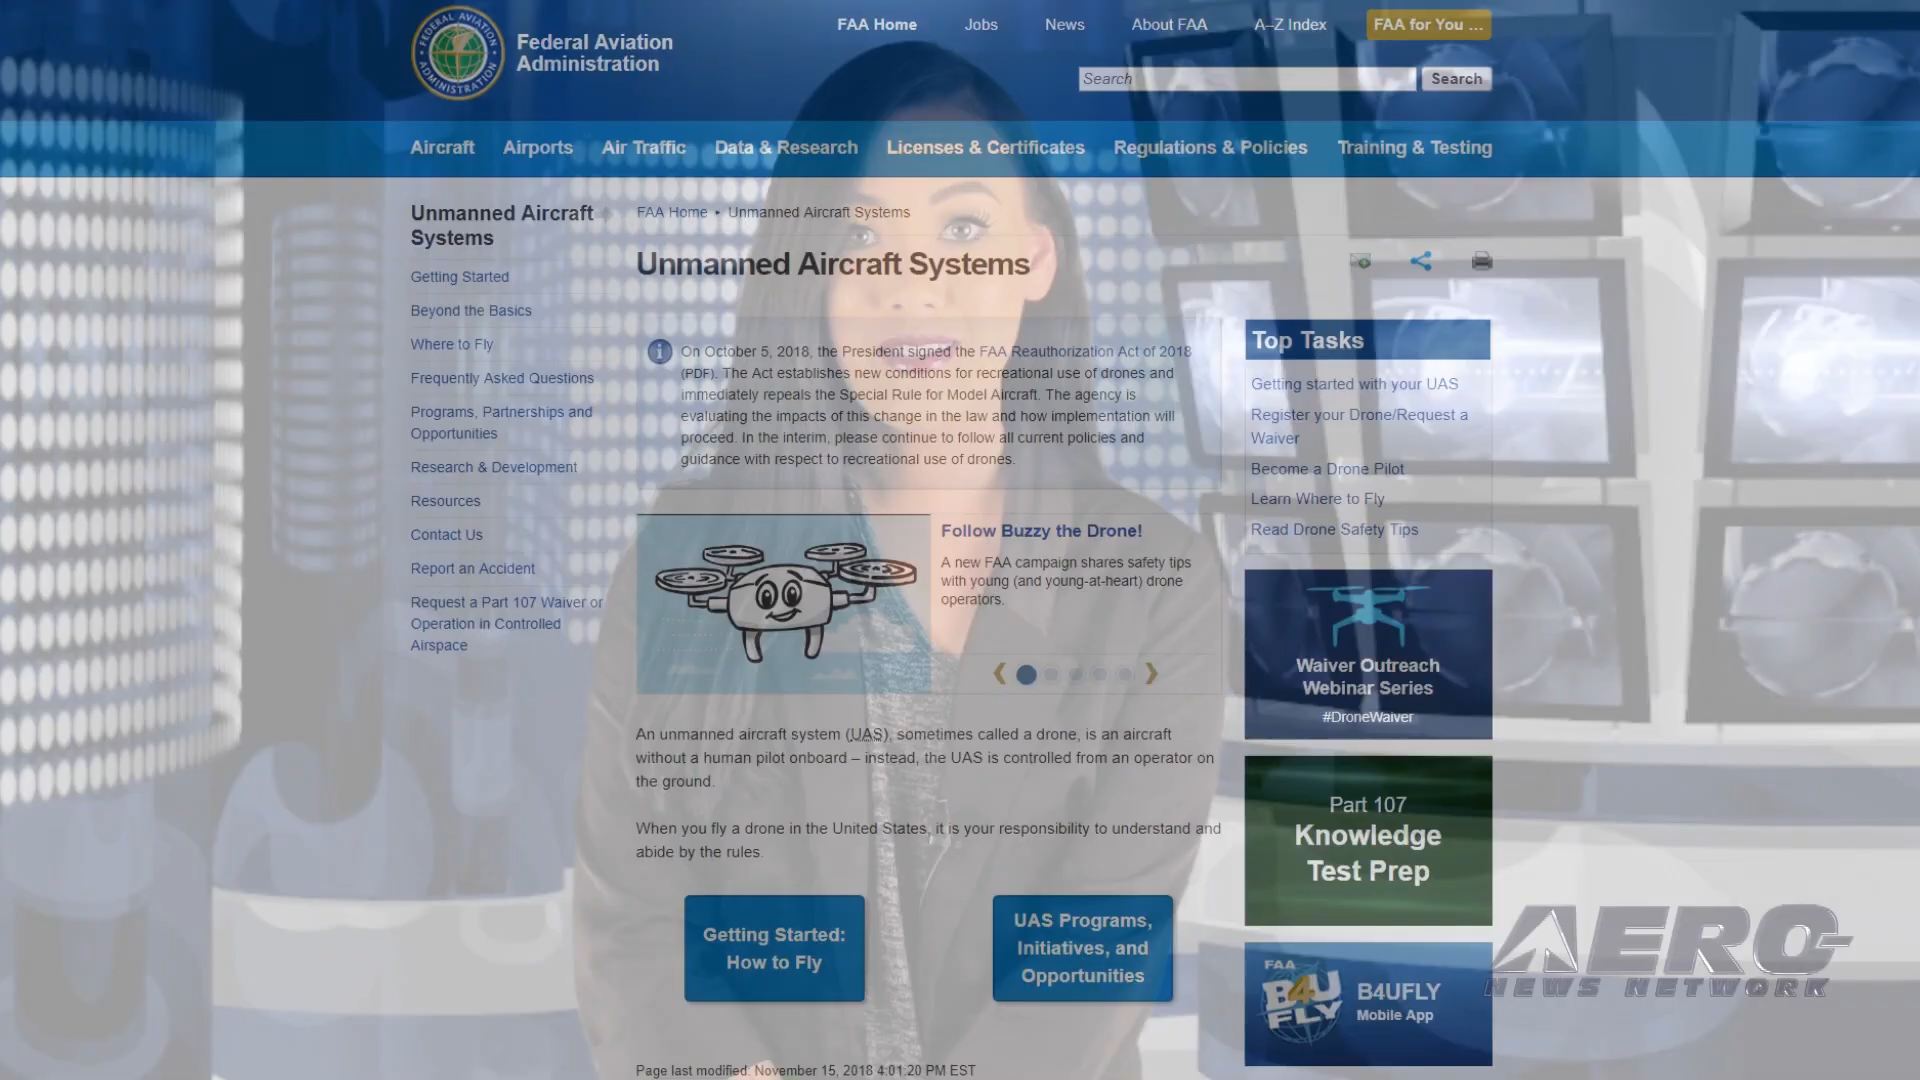 FEDERAL AVIATION ADMINISTRATION
Federal Aviation
Administration
FAA Home
Jobs
News
About FAA
A–Z Index
FAA for You ...
Search
Search
Aircraft
Airports
Air Traffic
Data & Research
Licenses & Certificates
Regulations & Policies
Training & Testing
Unmanned Aircraft
Systems
Getting Started
Beyond the Basics
Where to Fly
Frequently Asked Questions
Programs, Partnerships and
Opportunities
Research & Development
Resources
Contact Us
Report an Accident
Request a Part 107 Waiver or
Operation in Controlled
Airspace
FAA Home • Unmanned Aircraft Systems
Unmanned Aircraft Systems
i
On October 5, 2018, the President signed the FAA Reauthorization Act of 2018
(PDF). The Act establishes new conditions for recreational use of drones and
immediately repeals the Special Rule for Model Aircraft. The agency is
evaluating the impacts of this change in the law and how implementation will
proceed. In the interim, please continue to follow all current policies and
guidance with respect to recreational use of drones.
Follow Buzzy the Drone!
A new FAA campaign shares safety tips
with young (and young-at-heart) drone
operators.
An unmanned aircraft system (UAS), sometimes called a drone, is an aircraft
without a human pilot onboard – instead, the UAS is controlled from an operator on
the ground.
When you fly a drone in the United States, it is your responsibility to understand and
abide by the rules.
Getting Started:
How to Fly
UAS Programs,
Initiatives, and
Opportunities
Page last modified: November 15, 2018 4:01:20 PM EST
Top Tasks
Getting started with your UAS
Register your Drone/Request a
Waiver
Become a Drone Pilot
Learn Where to Fly
Read Drone Safety Tips
Waiver Outreach
Webinar Series
#DroneWaiver
Part 107
Knowledge
Test Prep
FAA
B4U
FLY
B4UFLY
Mobile App
AERO-
NEWS NETWORK